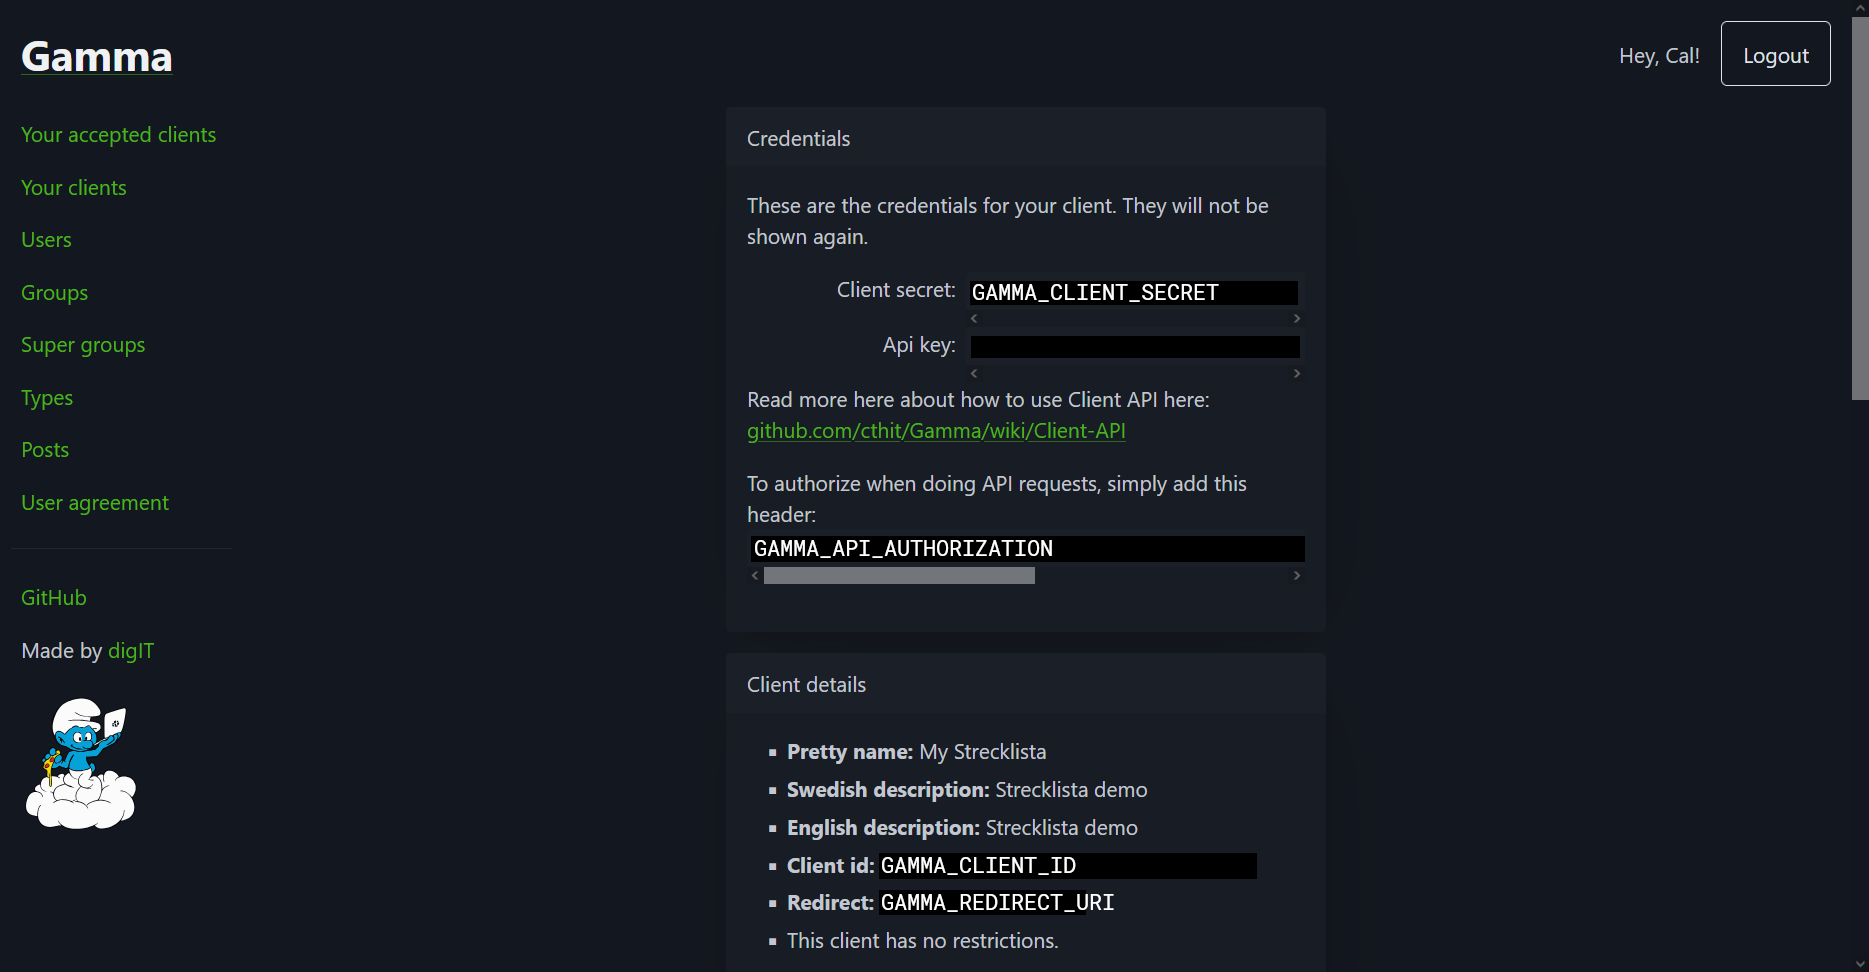 Gamma
Hey, Cal!
Logout
Your accepted clients
Your clients
Users
Groups
Super groups
Types
Posts
User agreement
GitHub
Made by digIT
Credentials
These are the credentials for your client. They will not be
shown again.
Client secret: GAMMA_CLIENT_SECRET
Api key:
Read more here about how to use Client API here:
github.com/cthit/Gamma/wiki/Client-API
To authorize when doing API requests, simply add this
header:
GAMMA_API_AUTHORIZATION
Client details
Pretty name: My Strecklista
Swedish description: Strecklista demo
English description: Strecklista demo
Client id: GAMMA_CLIENT_ID
Redirect: GAMMA_REDIRECT_URI
This client has no restrictions.